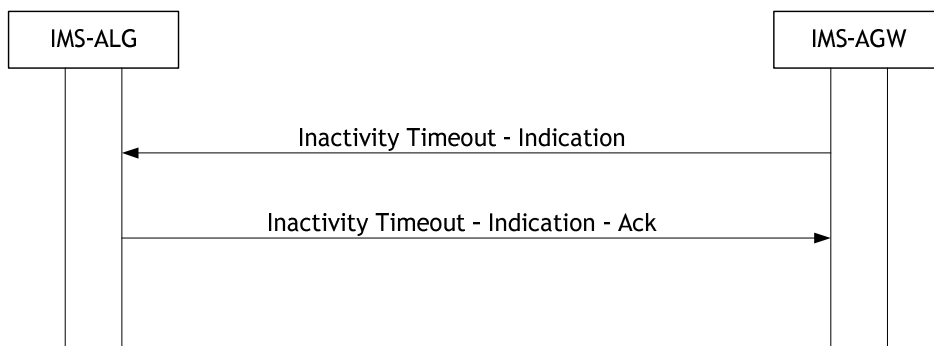 IMS-ALG
IMS-AGW
Inactivity Timeout - Indication
Inactivity Timeout – Indication - Ack